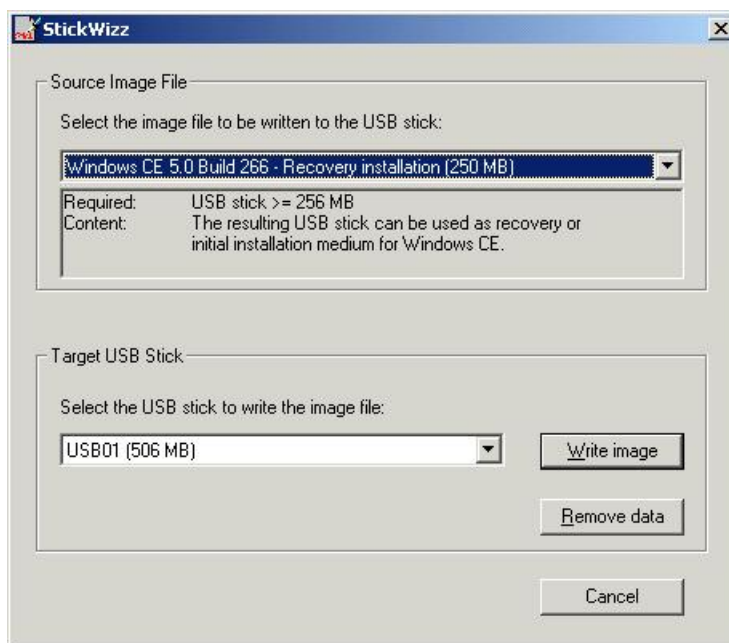 StickWizz
Source Image File
Select the image file to be written to the USB stick:
Windows CE 5.0 Build 266 - Recovery installation (250 MB)
Required: USB stick >= 256 MB
Content: The resulting USB stick can be used as recovery or
initial installation medium for Windows CE.
Target USB Stick
Select the USB stick to write the image file:
USB01 (506 MB)
Write image
Remove data
Cancel